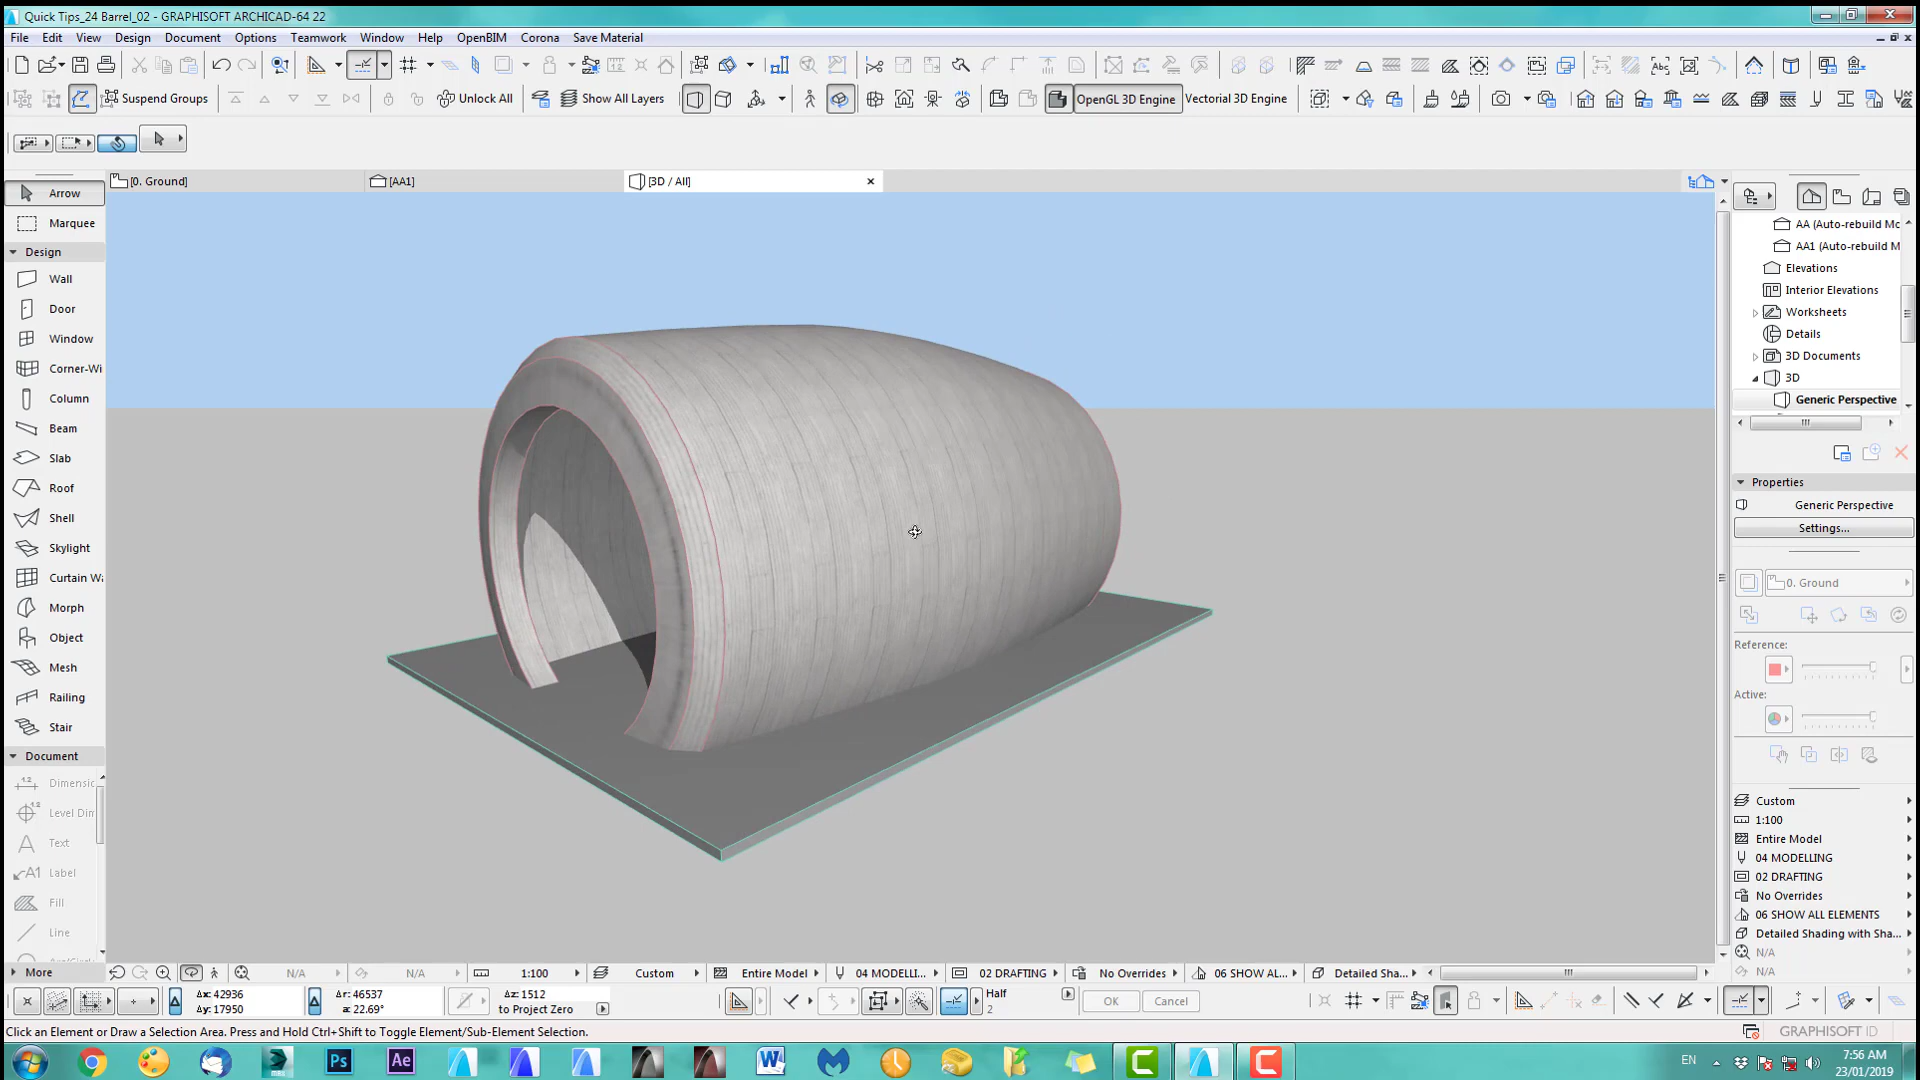 Quick Tips_24 Barrel_02 - GRAPHISOFT ARCHICAD-64 22
File Edit View Design Document Options Teamwork Window Help OpenBIM Corona Save Material
Suspend Groups
Unlock All
Show All Layers
OpenGL 3D Engine
Vectorial 3D Engine
[0. Ground]
[AA1]
[3D / All]
Arrow
Marquee
Design
Wall
Door
Window
Corner-Wi
Column
Beam
Slab
Roof
Shell
Skylight
Curtain Wa
Morph
Object
Mesh
Railing
Stair
Document
Dimensic
Level Dim
Text
A1 Label
Fill
Line
More
AA (Auto-rebuild Mc
AA1 (Auto-rebuild M
Elevations
Interior Elevations
Worksheets
Details
3D Documents
3D
Generic Perspective
Properties
Generic Perspective
Settings...
0. Ground
Reference:
Active:
Custom
1:100
Entire Model
04 MODELLING
02 DRAFTING
No Overrides
06 SHOW ALL ELEMENTS
Detailed Shading with Sha...
N/A
N/A
N/A N/A 1:100 Custom Entire Model 04 MODELLI... 02 DRAFTING No Overrides 06 SHOW AL... Detailed Sha...
Δx: 42936
Δy: 17950
Δr: 46537
a: 22.69°
Δz: 1512
to Project Zero
Half
2
OK
Cancel
Click an Element or Draw a Selection Area. Press and Hold Ctrl+Shift to Toggle Element/Sub-Element Selection.
GRAPHISOFT ID
Ps
Ae
EN
7:56 AM
23/01/2019